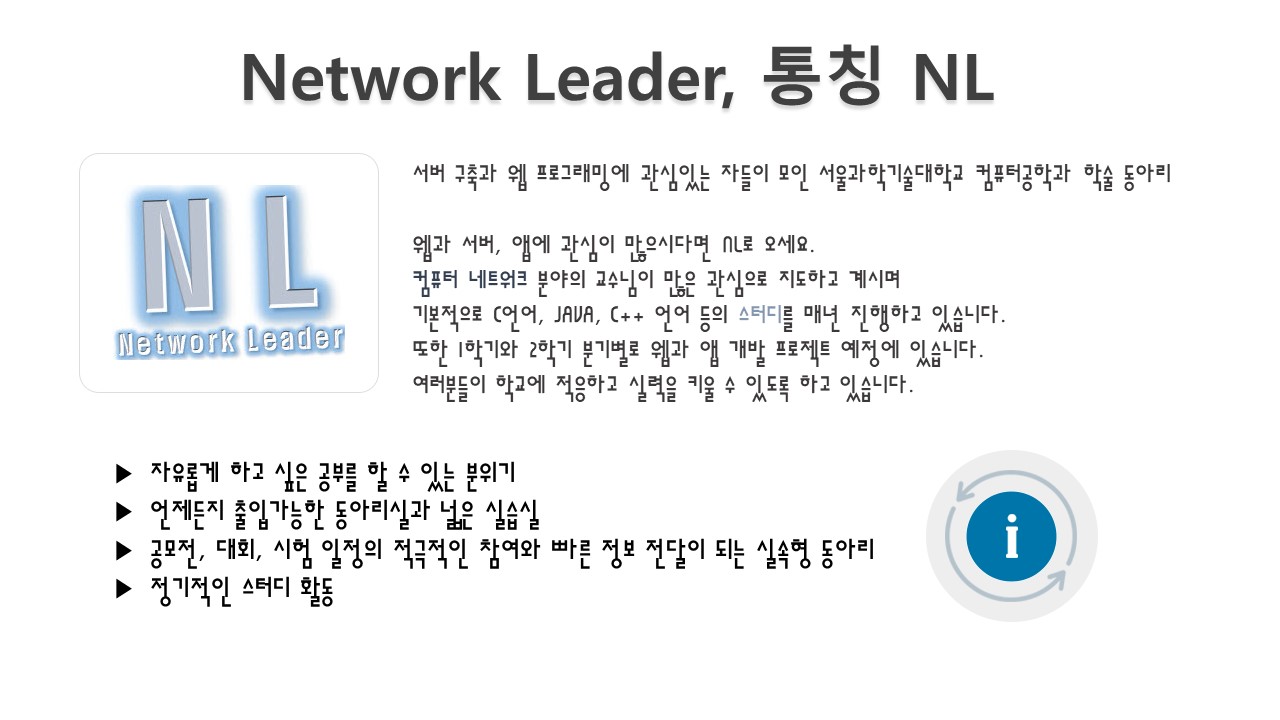 Network Leader, 통칭 NL
N L
Network Leader
서버 구축과 웹 프로그래밍에 관심있는 자들이 모인 서울과학기술대학교 컴퓨터공학과 학술 동아리
웹과 서버, 앱에 관심이 많으시다면 NL로 오세요.
컴퓨터 네트워크 분야의 교수님이 많은 관심으로 지도하고 계시며
기본적으로 C언어, JAVA, C++ 언어 등의 스터디를 매년 진행하고 있습니다.
또한 1학기와 2학기 분기별로 웹과 앱 개발 프로젝트 예정에 있습니다.
여러분들이 학교에 적응하고 실력을 키울 수 있도록 하고 있습니다.
▶ 자유롭게 하고 싶은 공부를 할 수 있는 분위기
▶ 언제든지 출입가능한 동아리실과 넓은 실습실
▶ 공모전, 대회, 시험 일정의 적극적인 참여와 빠른 정보 전달이 되는 실속형 동아리
▶ 정기적인 스터디 활동
i